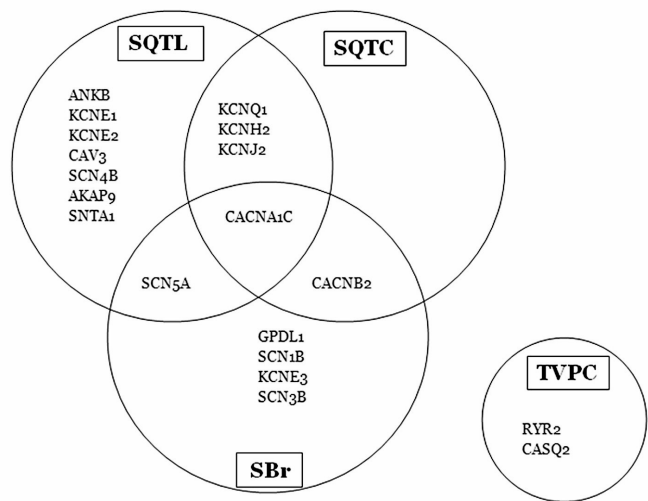 SQTL
SQTC
ANKB
KCNE1
KCNE2
CAV3
SCN4B
AKAP9
SNTA1
KCNQ1
KCNH2
KCNJ2
CACNA1C
SCN5A
CACNB2
GPDL1
SCN1B
KCNE3
SCN3B
SBr
TVPC
RYR2
CASQ2